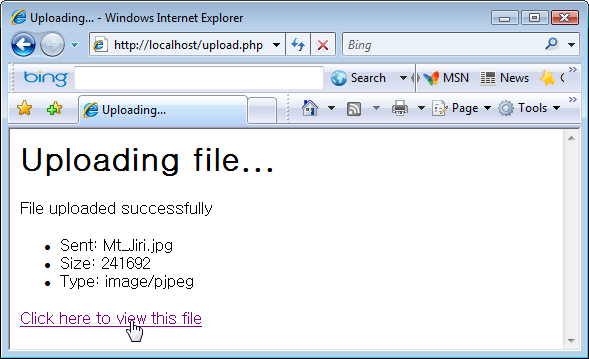 Uploading... - Windows Internet Explorer
http://localhost/upload.php
Bing
bing
Search
MSN
News
Uploading...
Page
Tools
Uploading file...
File uploaded successfully
Sent: Mt_Jiri.jpg
Size: 241692
Type: image/pjpeg
Click here to view this file